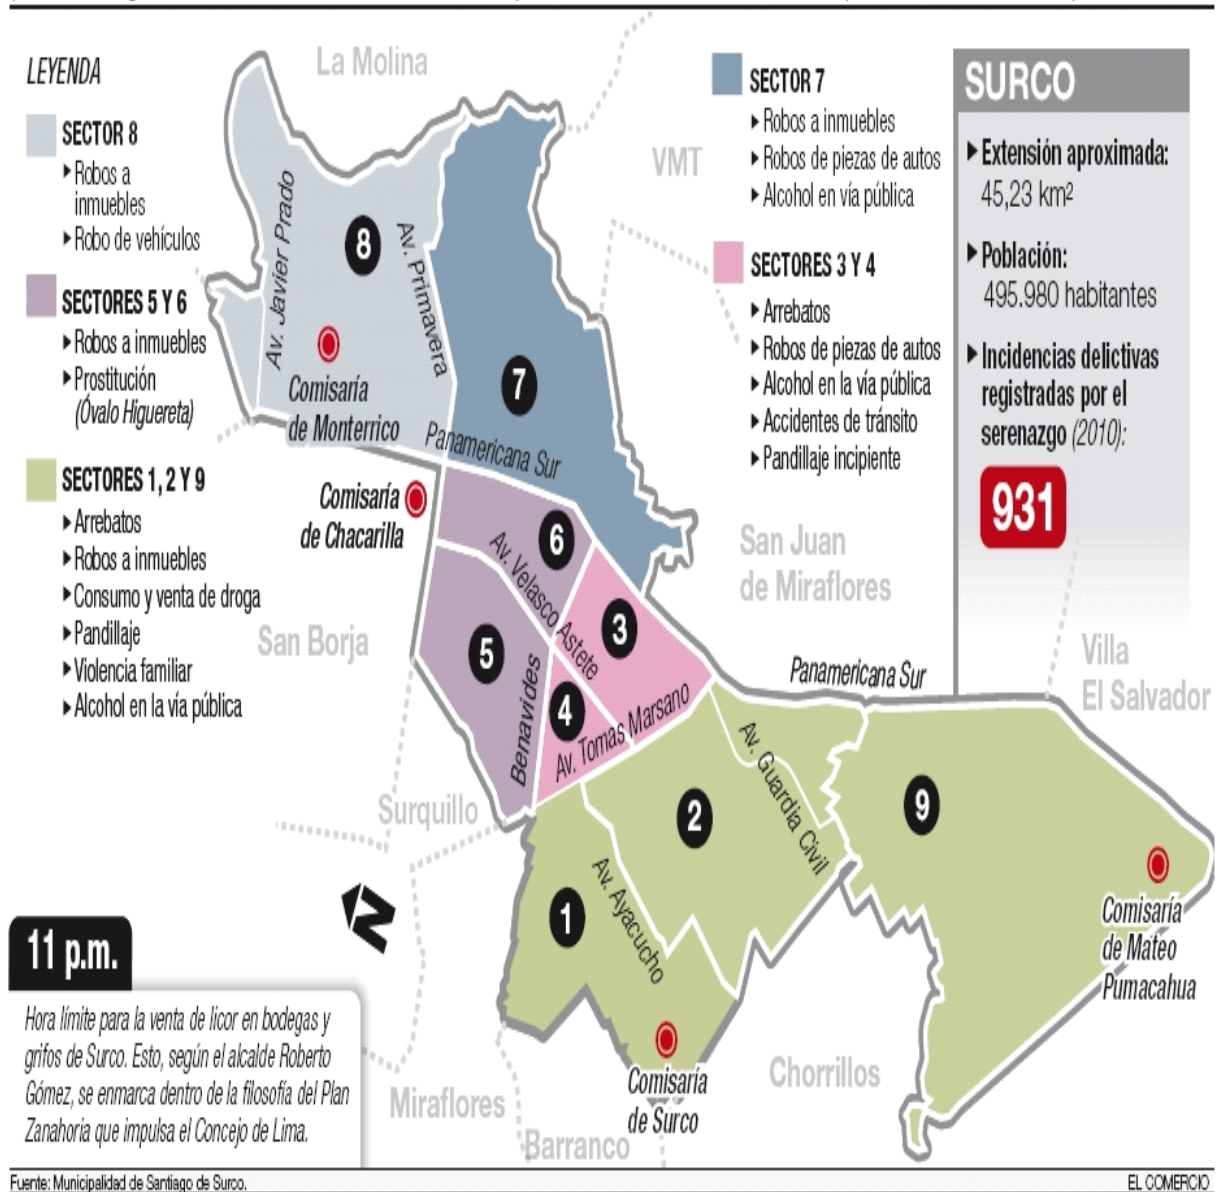 LEYENDA
SECTOR 8
Robos a
inmuebles
Robo de vehículos
SECTORES 5 Y 6
Robos a inmuebles
Prostitución
(Óvalo Higuereta)
SECTORES 1, 2 Y 9
Arrebatos
Robos a inmuebles
Consumo y venta de droga
Pandillaje
Violencia familiar
Alcohol en la vía pública
SECTOR 7
Robos a inmuebles
Robos de piezas de autos
Alcohol en vía pública
SECTORES 3 Y 4
Arrebatos
Robos de piezas de autos
Alcohol en la vía pública
Accidentes de tránsito
Pandillaje incipiente
SURCO
Extensión aproximada:
45,23 km²
Población:
495.980 habitantes
Incidencias delictivas
registradas por el
serenazgo (2010):
931
La Molina
VMT
San Juan
de Miraflores
Villa
El Salvador
San Borja
Surquillo
Miraflores
Barranco
Chorrillos
8
Av. Javier Prado
Av. Primavera
Comisaría
de Monterrico
7
Panamericana Sur
Comisaría
de Chacarilla
6
Av. Velasco Astete
3
5
Benavides
4
Av. Tomas Marsano
Panamericana Sur
2
Av. Guardia Civil
9
1
Av. Ayacucho
Comisaría
de Mateo
Pumacahua
Comisaría
de Surco
N
11 p.m.
Hora límite para la venta de licor en bodegas y
grifos de Surco. Esto, según el alcalde Roberto
Gómez, se enmarca dentro de la filosofía del Plan
Zanahoria que impulsa el Concejo de Lima.
Fuente: Municipalidad de Santiago de Surco.
EL COMERCIO